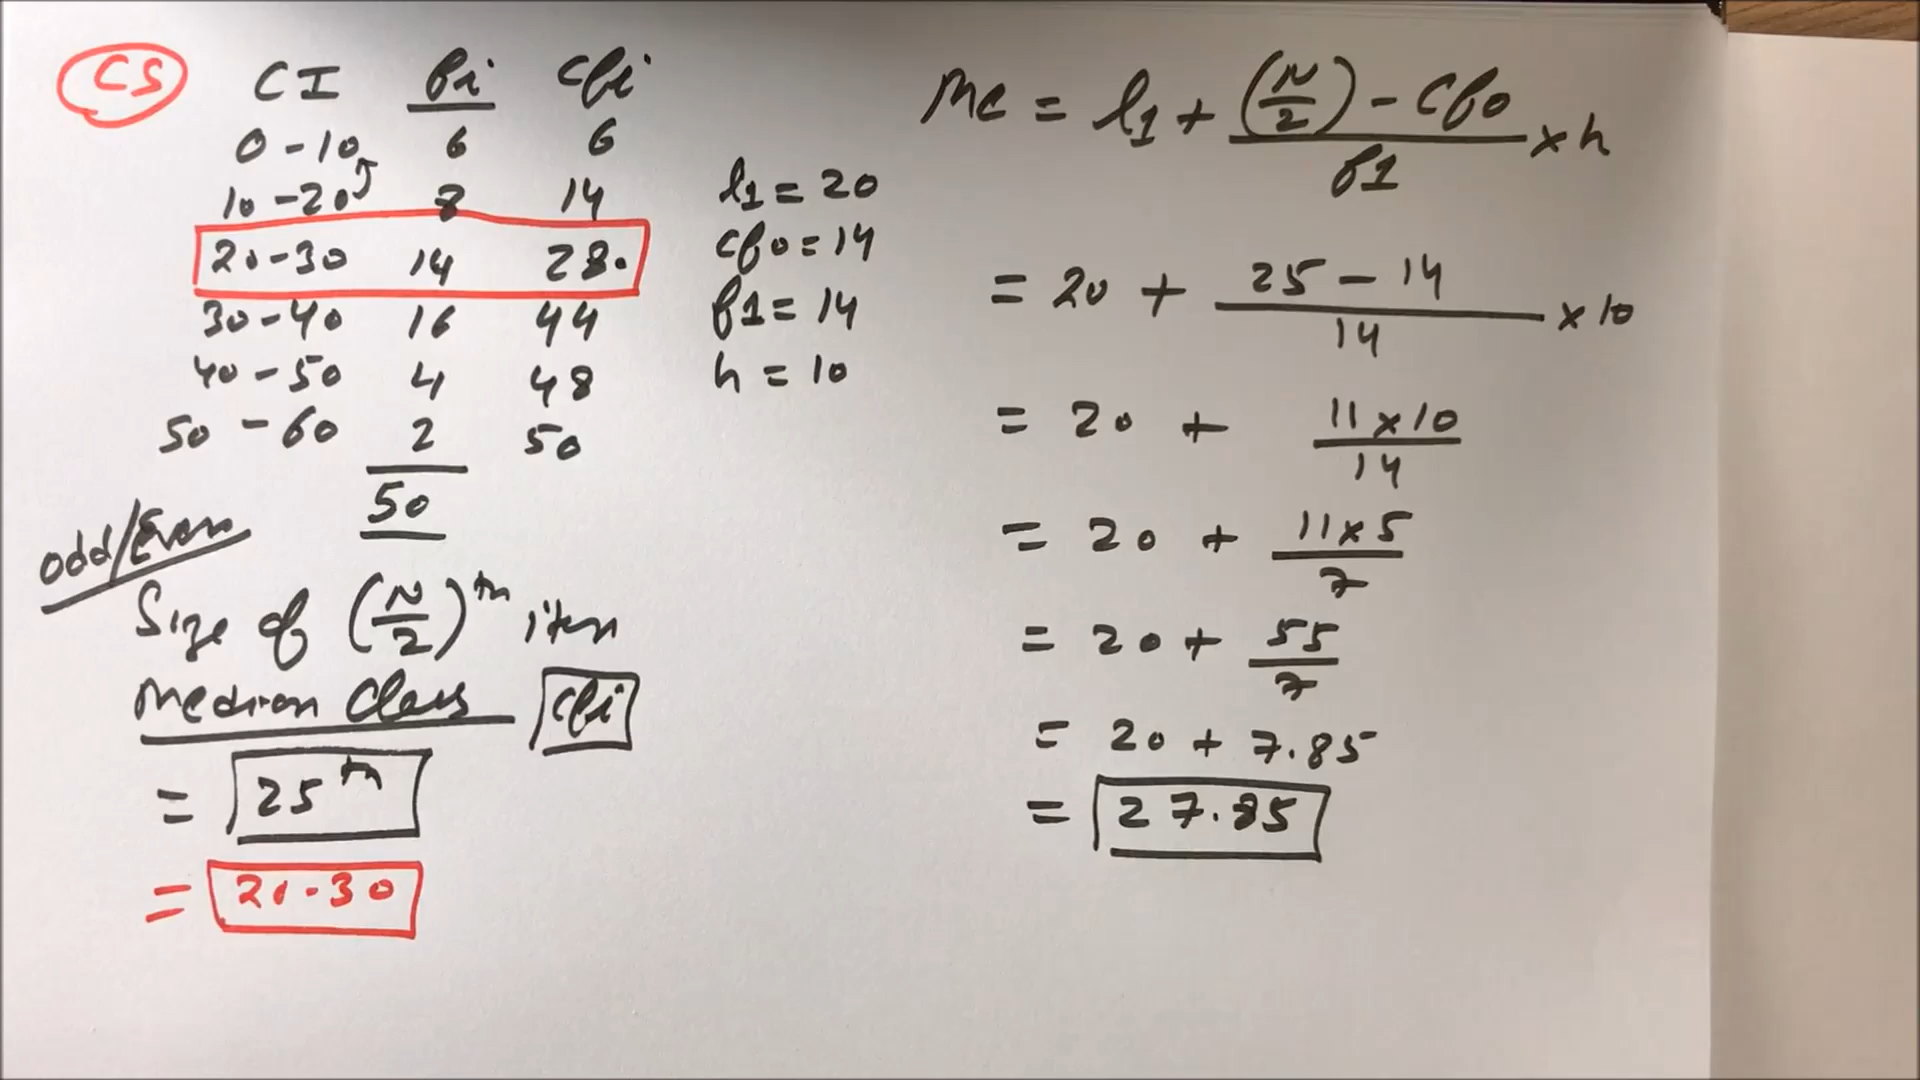 CS
CI fi cfi
0-10 6 6
10-20 8 14
20-30 14 28.
30-40 16 44
40-50 4 48
50-60 2 50
50
odd/Even
Size of (N/2)th item
Median Class cfi
= 25th
= 20-30
l1 = 20
cf0 = 14
f1 = 14
h = 10
Me = l1 + ((N/2) - cf0)/f1 × h
= 20 + (25 - 14)/14 × 10
= 20 + (11 × 10)/14
= 20 + (11 × 5)/7
= 20 + 55/7
= 20 + 7.85
= 27.85